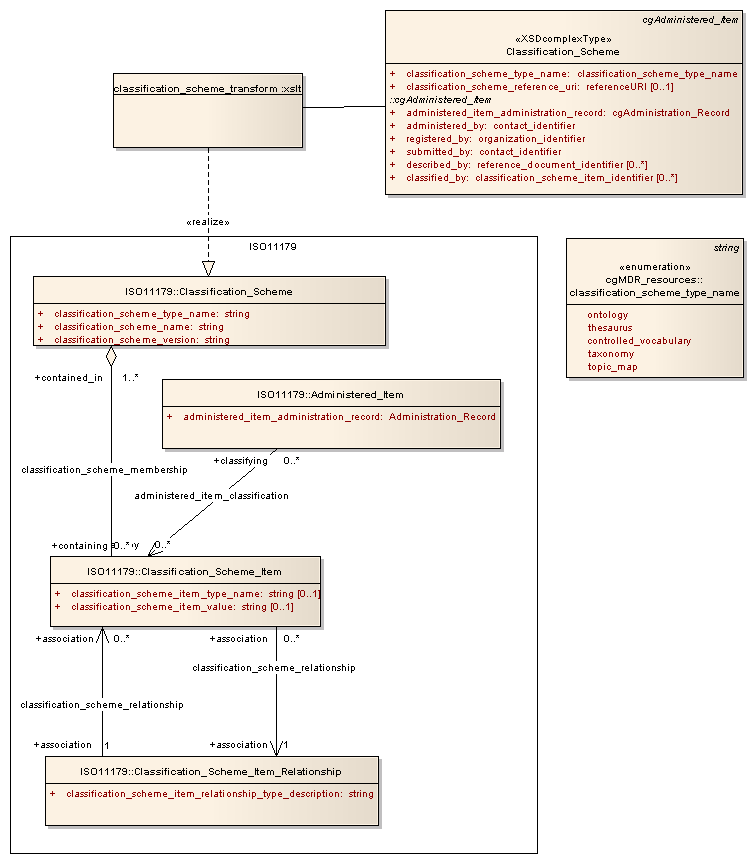 cgAdministered_Item
«XSDcomplexType»
Classification_Scheme
+ classification_scheme_type_name: classification_scheme_type_name
+ classification_scheme_reference_uri: referenceURI [0..1]
::cgAdministered_Item
+ administered_item_administration_record: cgAdministration_Record
+ administered_by: contact_identifier
+ registered_by: organization_identifier
+ submitted_by: contact_identifier
+ described_by: reference_document_identifier [0..*]
+ classified_by: classification_scheme_item_identifier [0..*]
classification_scheme_transform :xslt
«realize»
ISO11179
ISO11179::Classification_Scheme
+ classification_scheme_type_name: string
+ classification_scheme_name: string
+ classification_scheme_version: string
string
«enumeration»
cgMDR_resources::
classification_scheme_type_name
ontology
thesaurus
controlled_vocabulary
taxonomy
topic_map
+contained_in 1..*
ISO11179::Administered_Item
+ administered_item_administration_record: Administration_Record
+classifying 0..*
classification_scheme_membership
administered_item_classification
+containing 0..* 0..*
ISO11179::Classification_Scheme_Item
+ classification_scheme_item_type_name: string [0..1]
+ classification_scheme_item_value: string [0..1]
+association 0..* +association 0..*
classification_scheme_relationship
classification_scheme_relationship
+association 1 +association 1
ISO11179::Classification_Scheme_Item_Relationship
+ classification_scheme_item_relationship_type_description: string